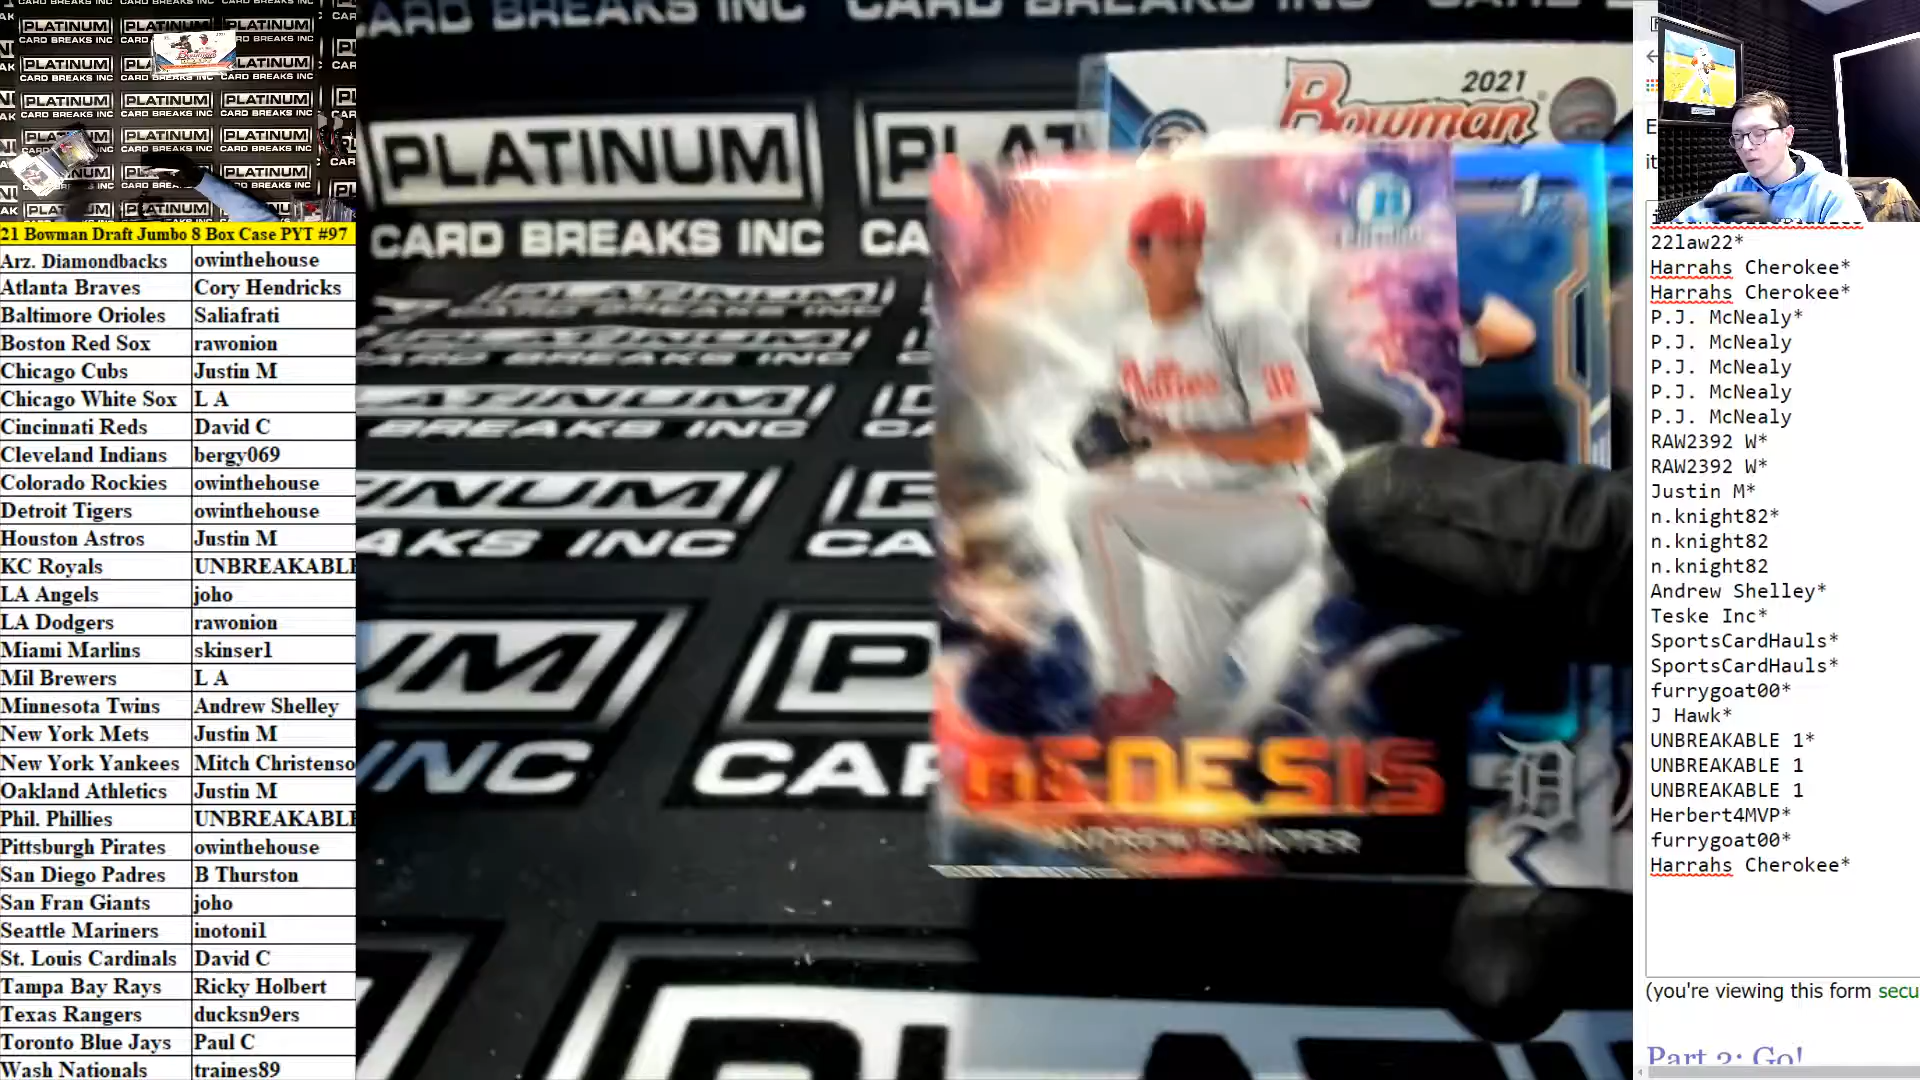 21 Bowman Draft Jumbo 8 Box Case PYT #97
Arz. Diamondbacks owinthehouse
Atlanta Braves Cory Hendricks
Baltimore Orioles Saliafrati
Boston Red Sox rawonion
Chicago Cubs Justin M
Chicago White Sox L A
Cincinnati Reds David C
Cleveland Indians bergy069
Colorado Rockies owinthehouse
Detroit Tigers owinthehouse
Houston Astros Justin M
KC Royals UNBREAKABL
LA Angels joho
LA Dodgers rawonion
Miami Marlins skinser1
Mil Brewers L A
Minnesota Twins Andrew Shelley
New York Mets Justin M
New York Yankees Mitch Christenso
Oakland Athletics Justin M
Phil. Phillies UNBREAKABL
Pittsburgh Pirates owinthehouse
San Diego Padres B Thurston
San Fran Giants joho
Seattle Mariners inotoni1
St. Louis Cardinals David C
Tampa Bay Rays Ricky Holbert
Texas Rangers ducksn9ers
Toronto Blue Jays Paul C
Wash Nationals traines89
PLATINUM
CARD BREAKS INC
2021
Bowman
1st
Phillies
GENESIS
ANDREW PAINTER
22law22*
Harrahs Cherokee*
Harrahs Cherokee*
P.J. McNealy*
P.J. McNealy
P.J. McNealy
P.J. McNealy
P.J. McNealy
RAW2392 W*
RAW2392 W*
Justin M*
n.knight82*
n.knight82
n.knight82
Andrew Shelley*
Teske Inc*
SportsCardHauls*
SportsCardHauls*
furrygoat00*
J Hawk*
UNBREAKABLE 1*
UNBREAKABLE 1
UNBREAKABLE 1
Herbert4MVP*
furrygoat00*
Harrahs Cherokee*
(you're viewing this form secu
Part 2: Go!